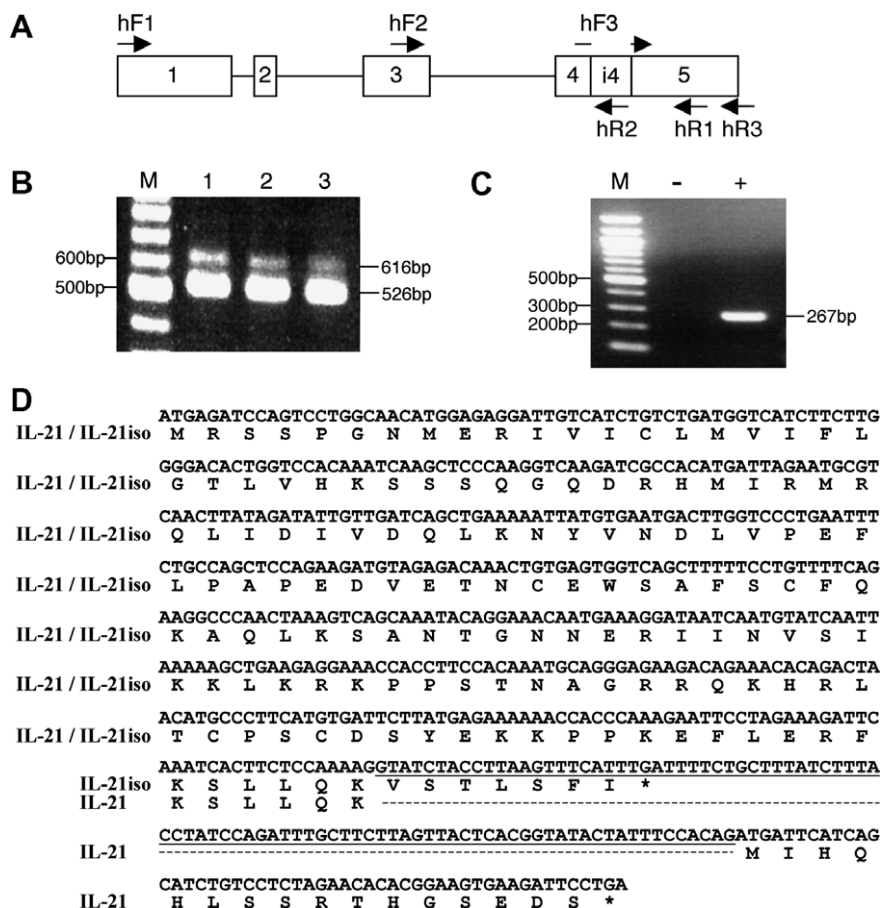 A
hF1 hF2 hF3
1 2 3 4 i4 5
hR2 hR1 hR3
B
M 1 2 3
600bp
500bp
616bp
526bp
C
M - +
500bp
300bp
200bp
267bp
D
ATGAGATCCAGTCCTGGCAACATGGAGAGGATTGTCATCTGTCTGATGGTCATCTTCTTG
IL-21 / IL-21iso M R S S P G N M E R I V I C L M V I F L
GGGACACTGGTCCACAAATCAAGCTCCCAAGGTCAAGATCGCCACATGATTAGAATGCGT
IL-21 / IL-21iso G T L V H K S S S Q G Q D R H M I R M R
CAACTTATAGATATTGTTGATCAGCTGAAAAATTATGTGAATGACTTGGTCCCTGAATTT
IL-21 / IL-21iso Q L I D I V D Q L K N Y V N D L V P E F
CTGCCAGCTCCAGAAGATGTAGAGACAAACTGTGAGTGGTCAGCTTTTTCCTGTTTTCAG
IL-21 / IL-21iso L P A P E D V E T N C E W S A F S C F Q
AAGGCCCAACTAAAGTCAGCAAATACAGGAAACAATGAAAGGATAATCAATGTATCAATT
IL-21 / IL-21iso K A Q L K S A N T G N N E R I I N V S I
AAAAAGCTGAAGAGGAAACCACCTTCCACAAATGCAGGGAGAAGACAGAAACACAGACTA
IL-21 / IL-21iso K K L K R K P P S T N A G R R Q K H R L
ACATGCCCTTCATGTGATTCTTATGAGAAAAAACCACCCAAAGAATTCCTAGAAAGATTC
IL-21 / IL-21iso T C P S C D S Y E K K P P K E F L E R F
AAATCACTTCTCCAAAAGGTATCTACCTTAAGTTTCATTTGATTTTCTGCTTTATCTTTA
IL-21iso K S L L Q K V S T L S F I *
IL-21 K S L L Q K
CCTATCCAGATTTGCTTCTTAGTTACTCACGGTATACTATTTCCACAGATGATTCATCAG
IL-21 M I H Q
CATCTGTCCTCTAGAACACACGGAAGTGAAGATTCCTGA
IL-21 H L S S R T H G S E D S *